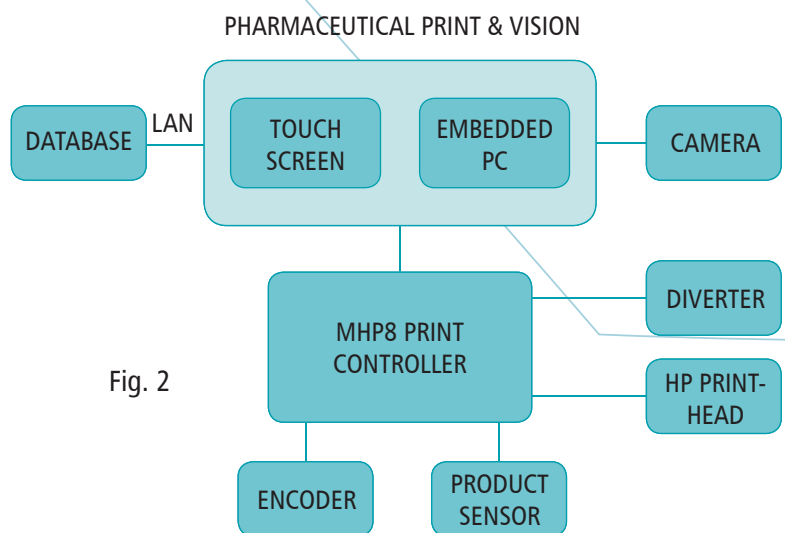 PHARMACEUTICAL PRINT & VISION
DATABASE
LAN
TOUCH
SCREEN
EMBEDDED
PC
CAMERA
MHP8 PRINT
CONTROLLER
DIVERTER
HP PRINT-
HEAD
Fig. 2
ENCODER
PRODUCT
SENSOR